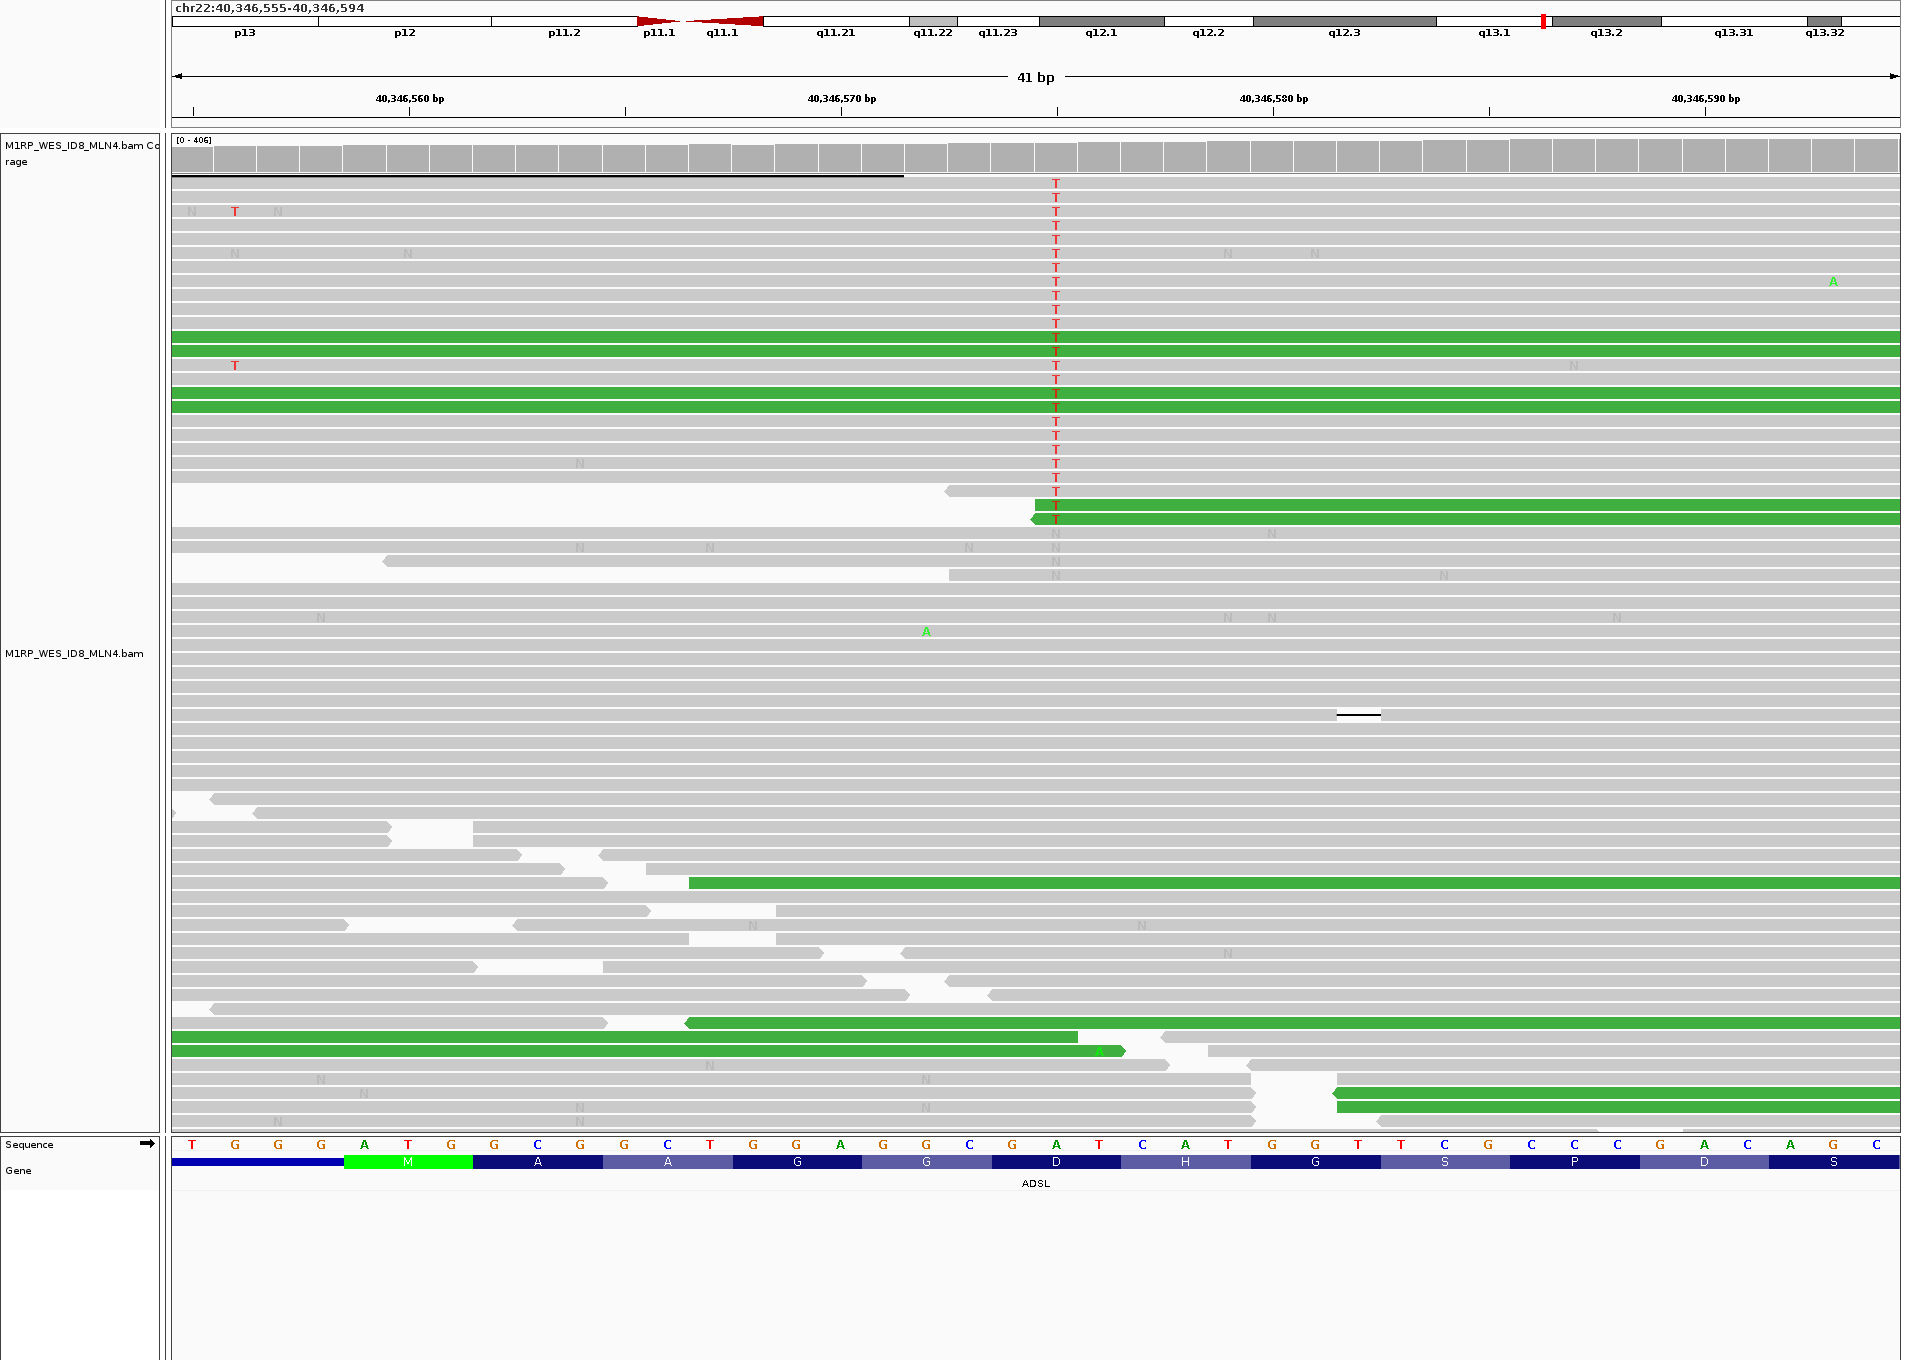 chr22:40,346,555-40,346,594
p13 p12 p11.2 p11.1 q11.1 q11.21 q11.22 q11.23 q12.1 q12.2 q12.3 q13.1 q13.2 q13.31 q13.32
41 bp
40,346,560 bp 40,346,570 bp 40,346,580 bp 40,346,590 bp
M1RP_WES_ID8_MLN4.bam Co
rage
[0 - 406]
T
T
N T N T
T
T
N N T N N
T
T A
T
T
T
T
T
T T N
T
T
T
T
T
T
N T
T
T
T
T
N N
N N N N
N
N N
N N N N
A
M1RP_WES_ID8_MLN4.bam
N N
N
A
N
N N
N
N N
N N
Sequence T G G G A T G G C G G C T G G A G G C G A T C A T G G T T C G C C C G A C A G C
Gene M A A G G D H G S P D S
ADSL